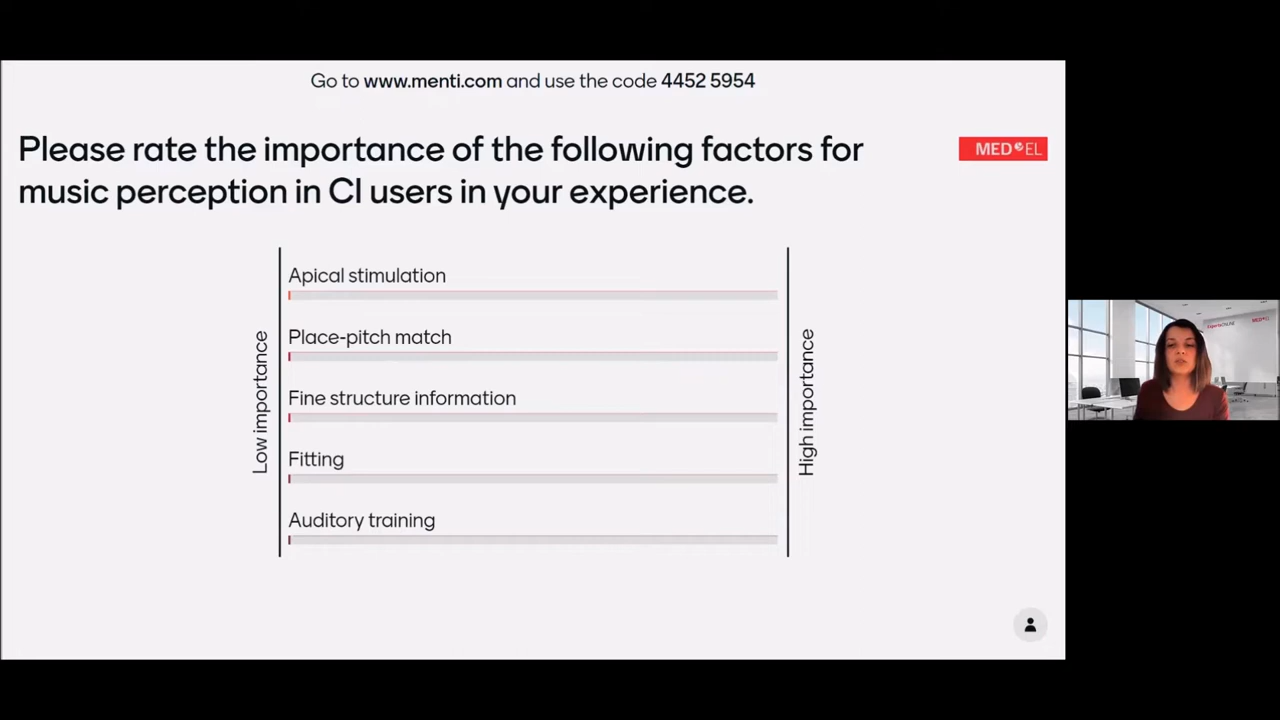 Go to www.menti.com and use the code 4452 5954
Please rate the importance of the following factors for
music perception in CI users in your experience.
MED EL
Apical stimulation
Place-pitch match
Fine structure information
Fitting
Auditory training
Low importance
High importance